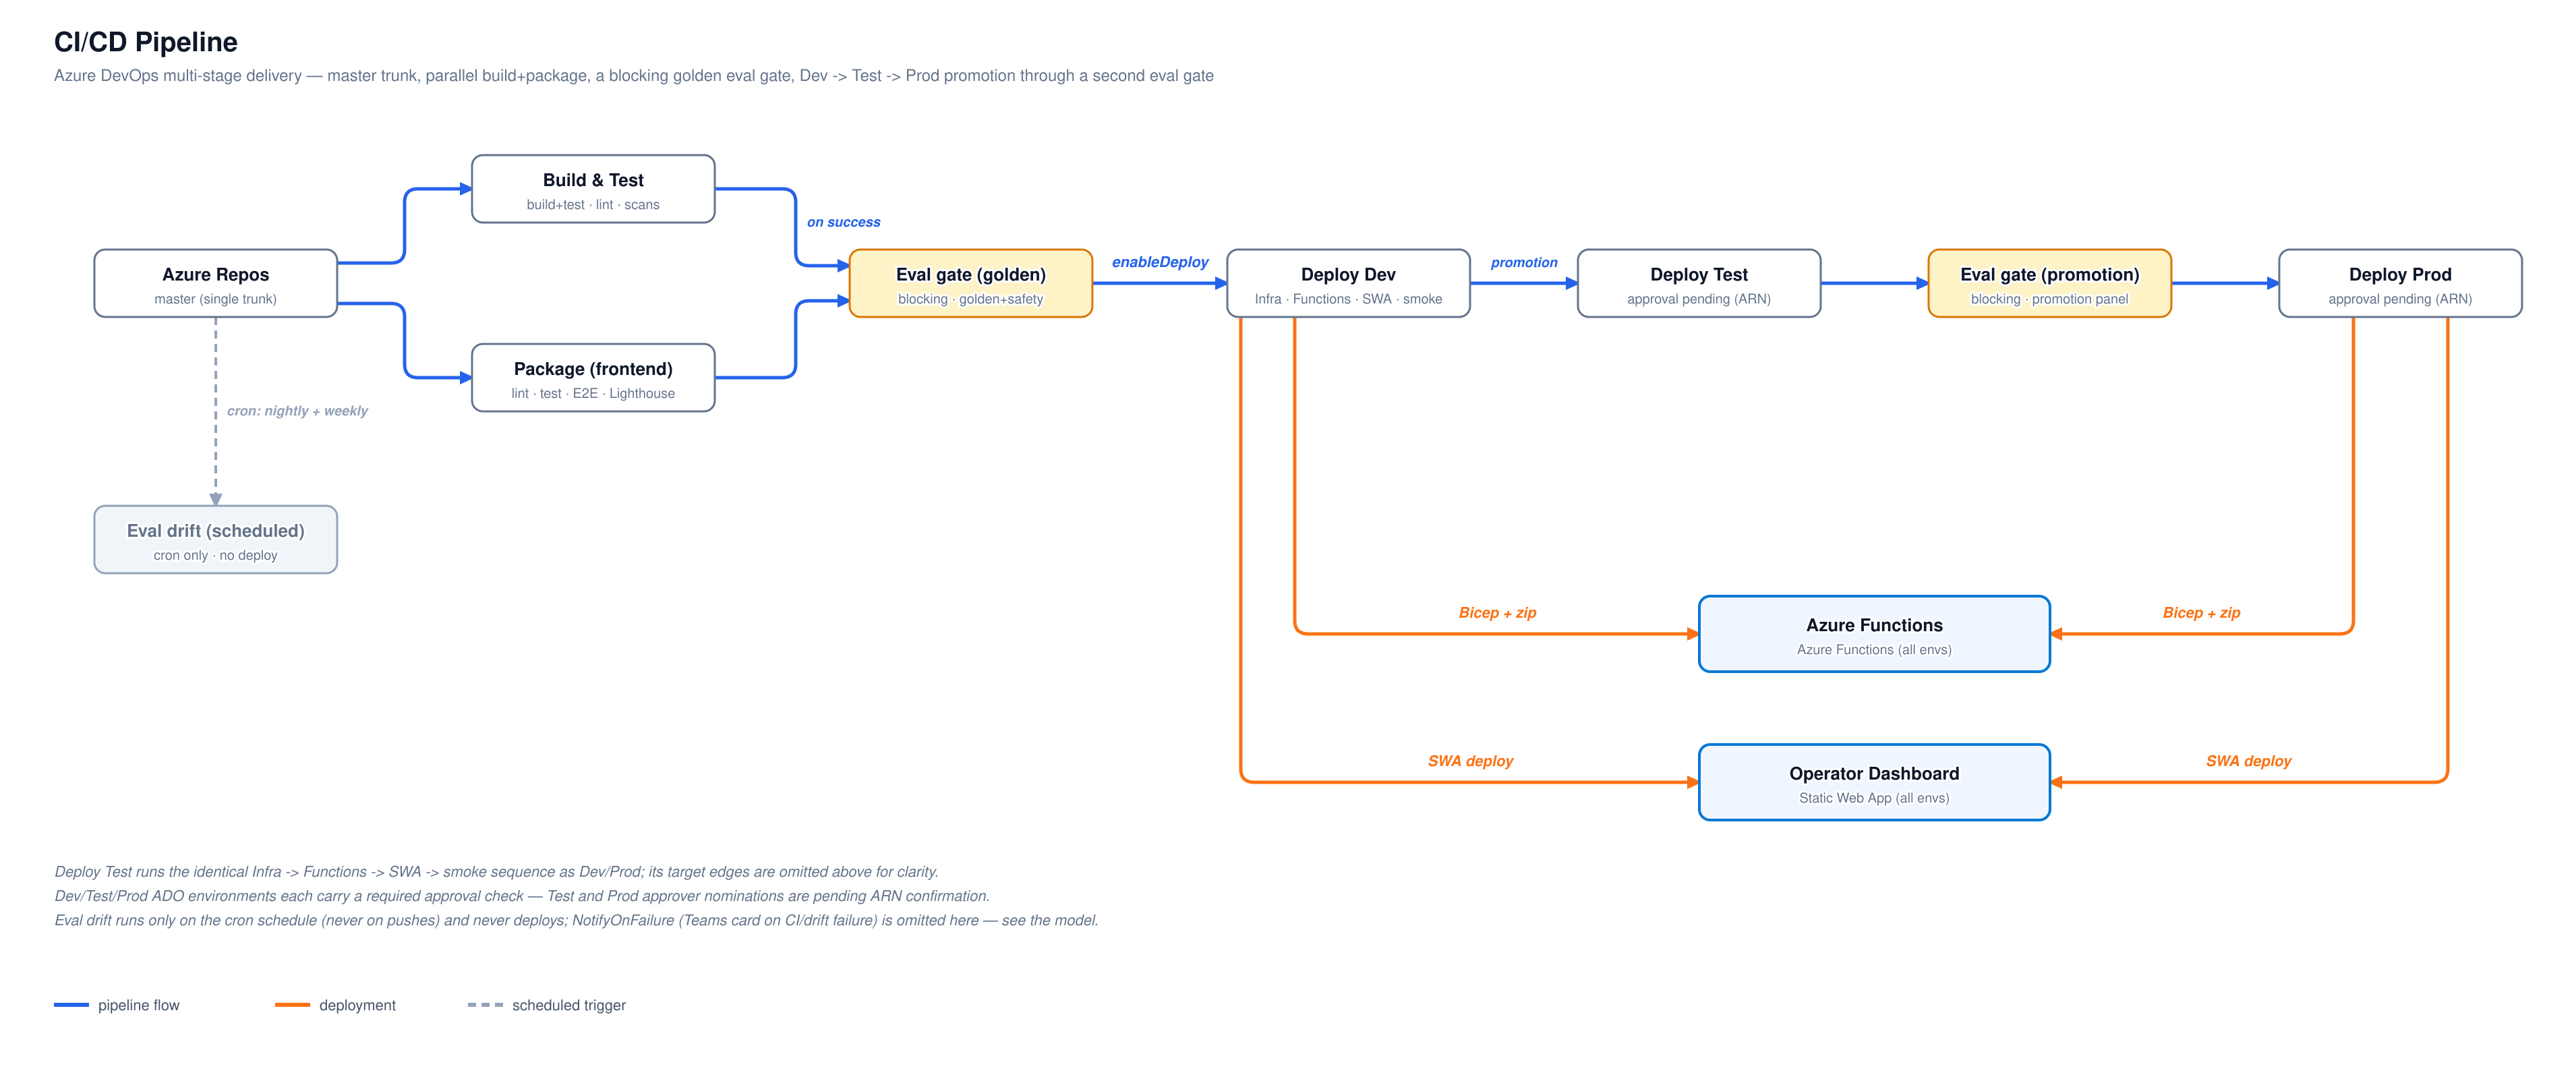 CI/CD Pipeline
Azure DevOps multi-stage delivery — master trunk, parallel build+package, a blocking golden eval gate, Dev -> Test -> Prod promotion through a second eval gate
Build & Test
build+test · lint · scans
on success
Azure Repos
master (single trunk)
Eval gate (golden)
blocking · golden+safety
enableDeploy
Deploy Dev
Infra · Functions · SWA · smoke
promotion
Deploy Test
approval pending (ARN)
Eval gate (promotion)
blocking · promotion panel
Deploy Prod
approval pending (ARN)
Package (frontend)
lint · test · E2E · Lighthouse
cron: nightly + weekly
Eval drift (scheduled)
cron only · no deploy
Bicep + zip
Azure Functions
Azure Functions (all envs)
Bicep + zip
SWA deploy
Operator Dashboard
Static Web App (all envs)
SWA deploy
Deploy Test runs the identical Infra -> Functions -> SWA -> smoke sequence as Dev/Prod; its target edges are omitted above for clarity.
Dev/Test/Prod ADO environments each carry a required approval check — Test and Prod approver nominations are pending ARN confirmation.
Eval drift runs only on the cron schedule (never on pushes) and never deploys; NotifyOnFailure (Teams card on CI/drift failure) is omitted here — see the model.
pipeline flow
deployment
scheduled trigger